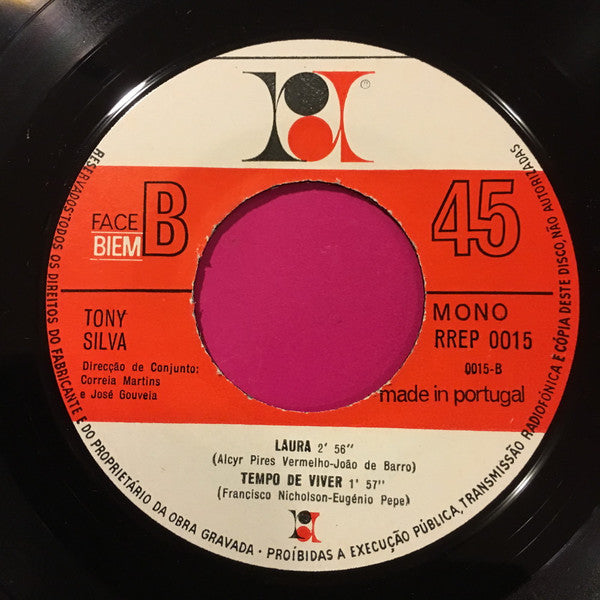 ®
FACE B
BIEM
45
TONY
SILVA
Direcção de Conjunto:
Correia Martins
e José Gouveia
MONO
RREP 0015
0015-B
made in portugal
LAURA 2' 56''
(Alcyr Pires Vermelho-João de Barro)
TEMPO DE VIVER 1' 57''
(Francisco Nicholson-Eugénio Pepe)
RESERVADOS TODOS OS DIREITOS DO FABRICANTE E DO PROPRIETÁRIO DA OBRA GRAVADA · PROÍBIDAS A EXECUÇÃO PÚBLICA, TRANSMISSÃO RADIOFÓNICA E CÓPIA DESTE DISCO, NÃO AUTORIZADAS